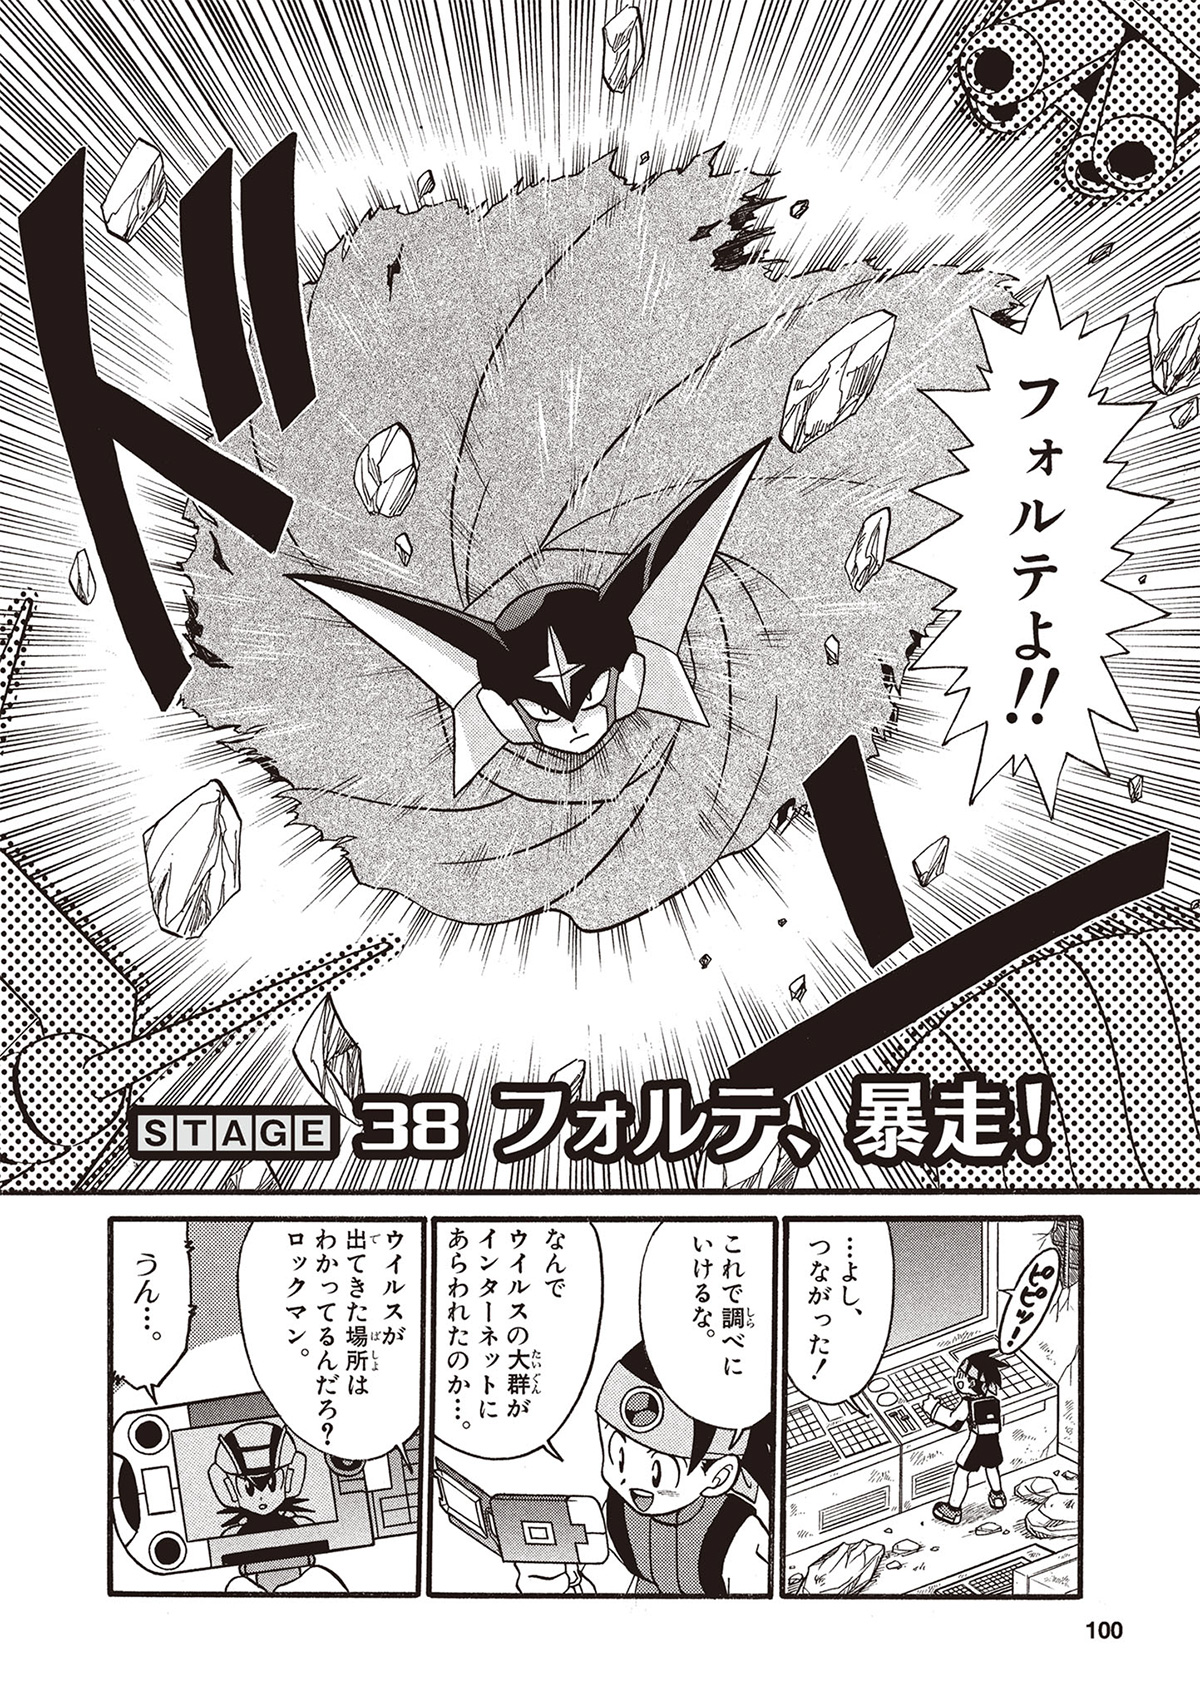 フォルテよ!!
ドドド
ドーン
STAGE 38 フォルテ、暴走!
ピピッ!
…よし、
つながった!
これで調べに
いけるな。
なんで
ウイルスの大群が
インターネットに
あらわれたのか…。
ウイルスが
出てきた場所は
わかってるんだろ?
ロックマン。
うん…。
100